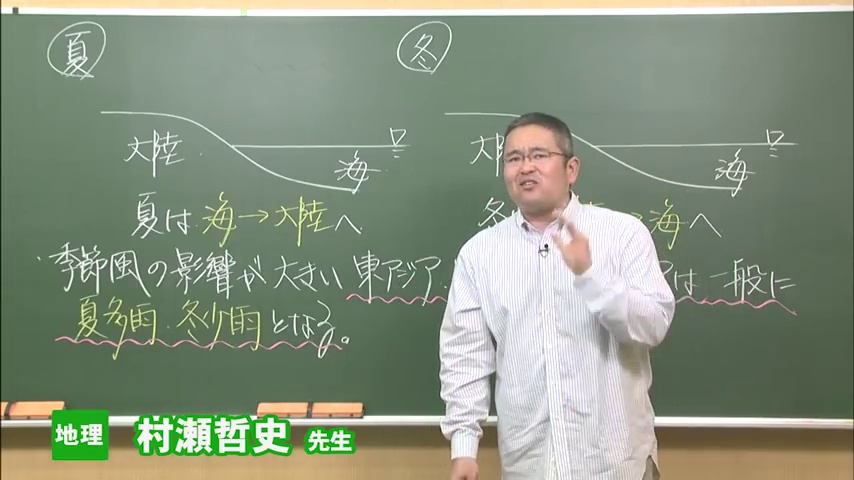 夏
冬
大陸
海
海
夏は 海→大陸へ
冬 →海へ
季節風の影響が大きい 東アジア は一般に
夏多雨・冬少雨となる。
地理 村瀬哲史 先生